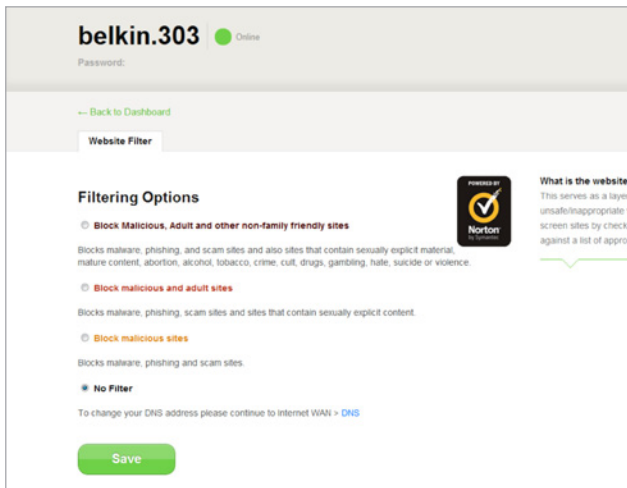 belkin.303
Online
Password:
← Back to Dashboard
Website Filter
Filtering Options
POWERED BY
Norton
by Symantec
What is the website
This serves as a layer
unsafe/inappropriate
screen sites by check
against a list of appro
Block Malicious, Adult and other non-family friendly sites
Blocks malware, phishing, and scam sites and also sites that contain sexually explicit material,
mature content, abortion, alcohol, tobacco, crime, cult, drugs, gambling, hate, suicide or violence.
Block malicious and adult sites
Blocks malware, phishing, scam sites and sites that contain sexually explicit content.
Block malicious sites
Blocks malware, phishing and scam sites.
No Filter
To change your DNS address please continue to Internet WAN > DNS
Save